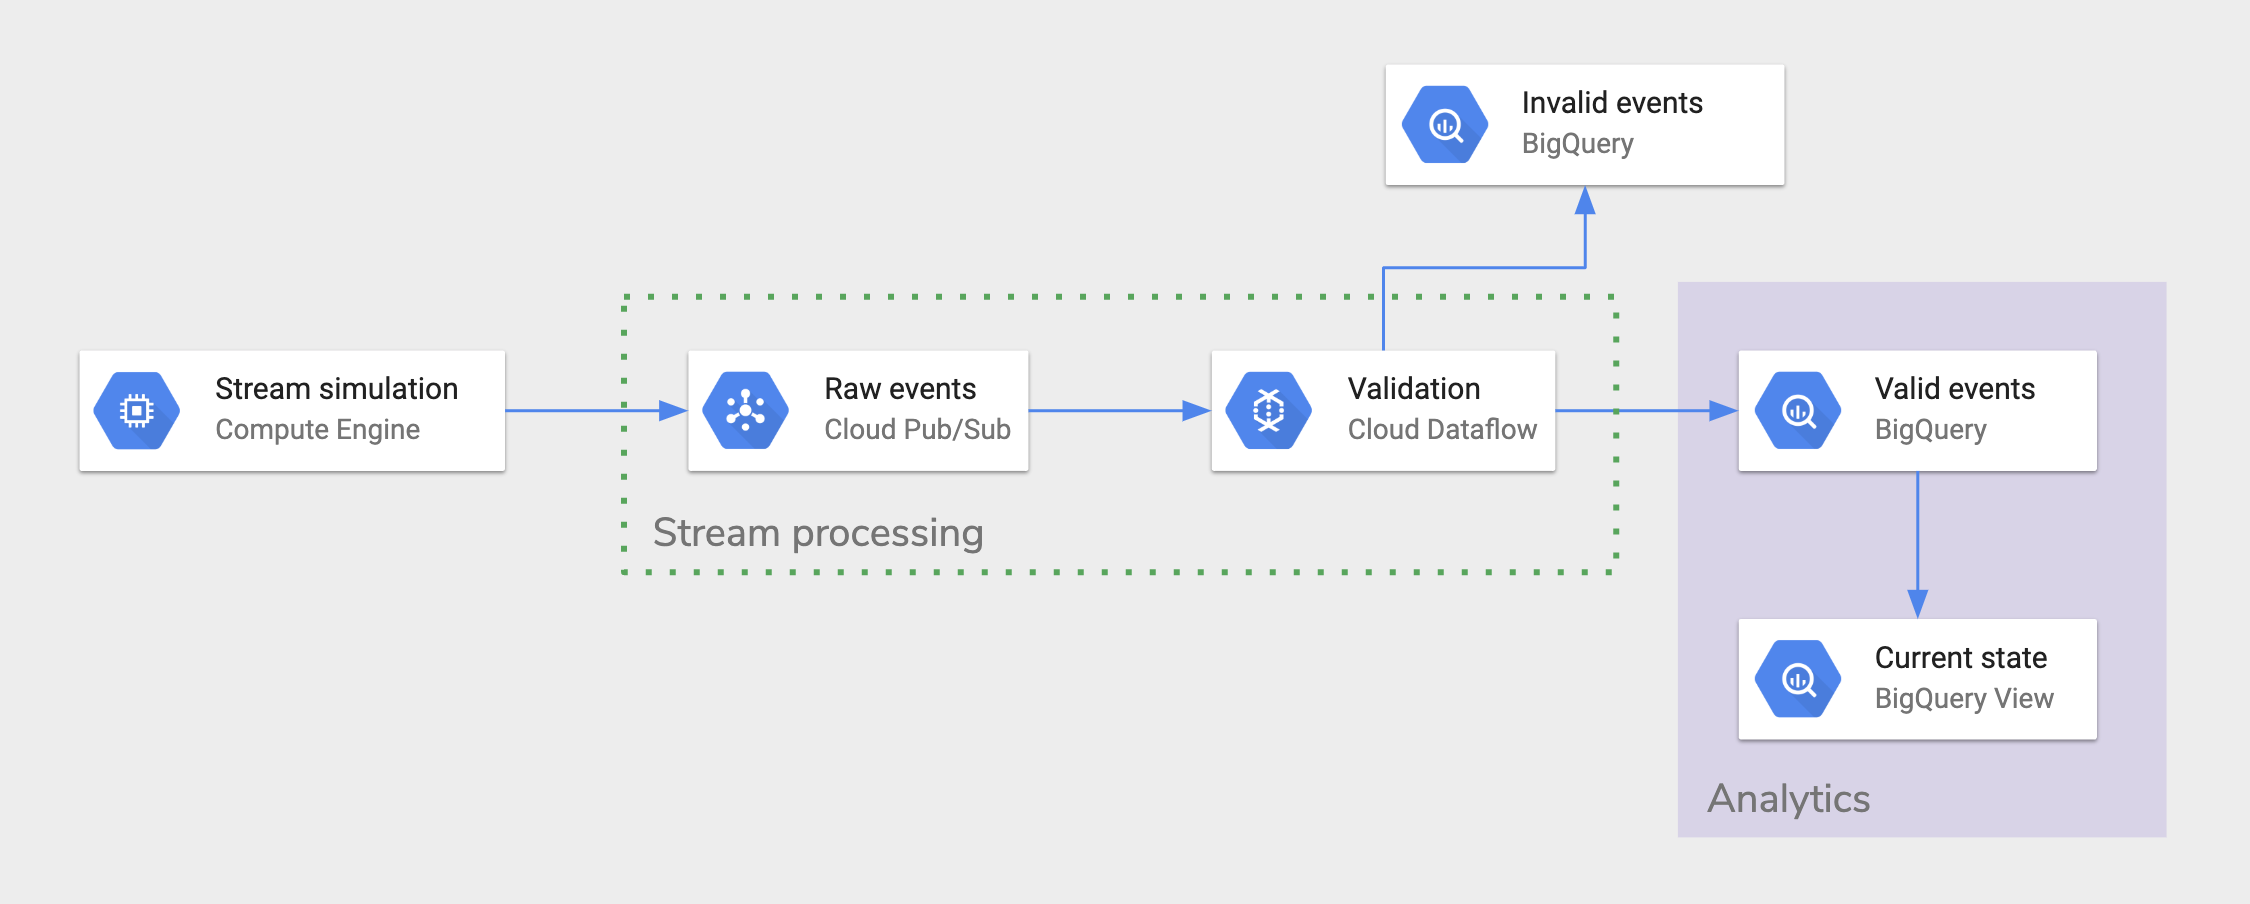 Invalid events
BigQuery
Stream simulation
Compute Engine
Raw events
Cloud Pub/Sub
Validation
Cloud Dataflow
Valid events
BigQuery
Stream processing
Current state
BigQuery View
Analytics